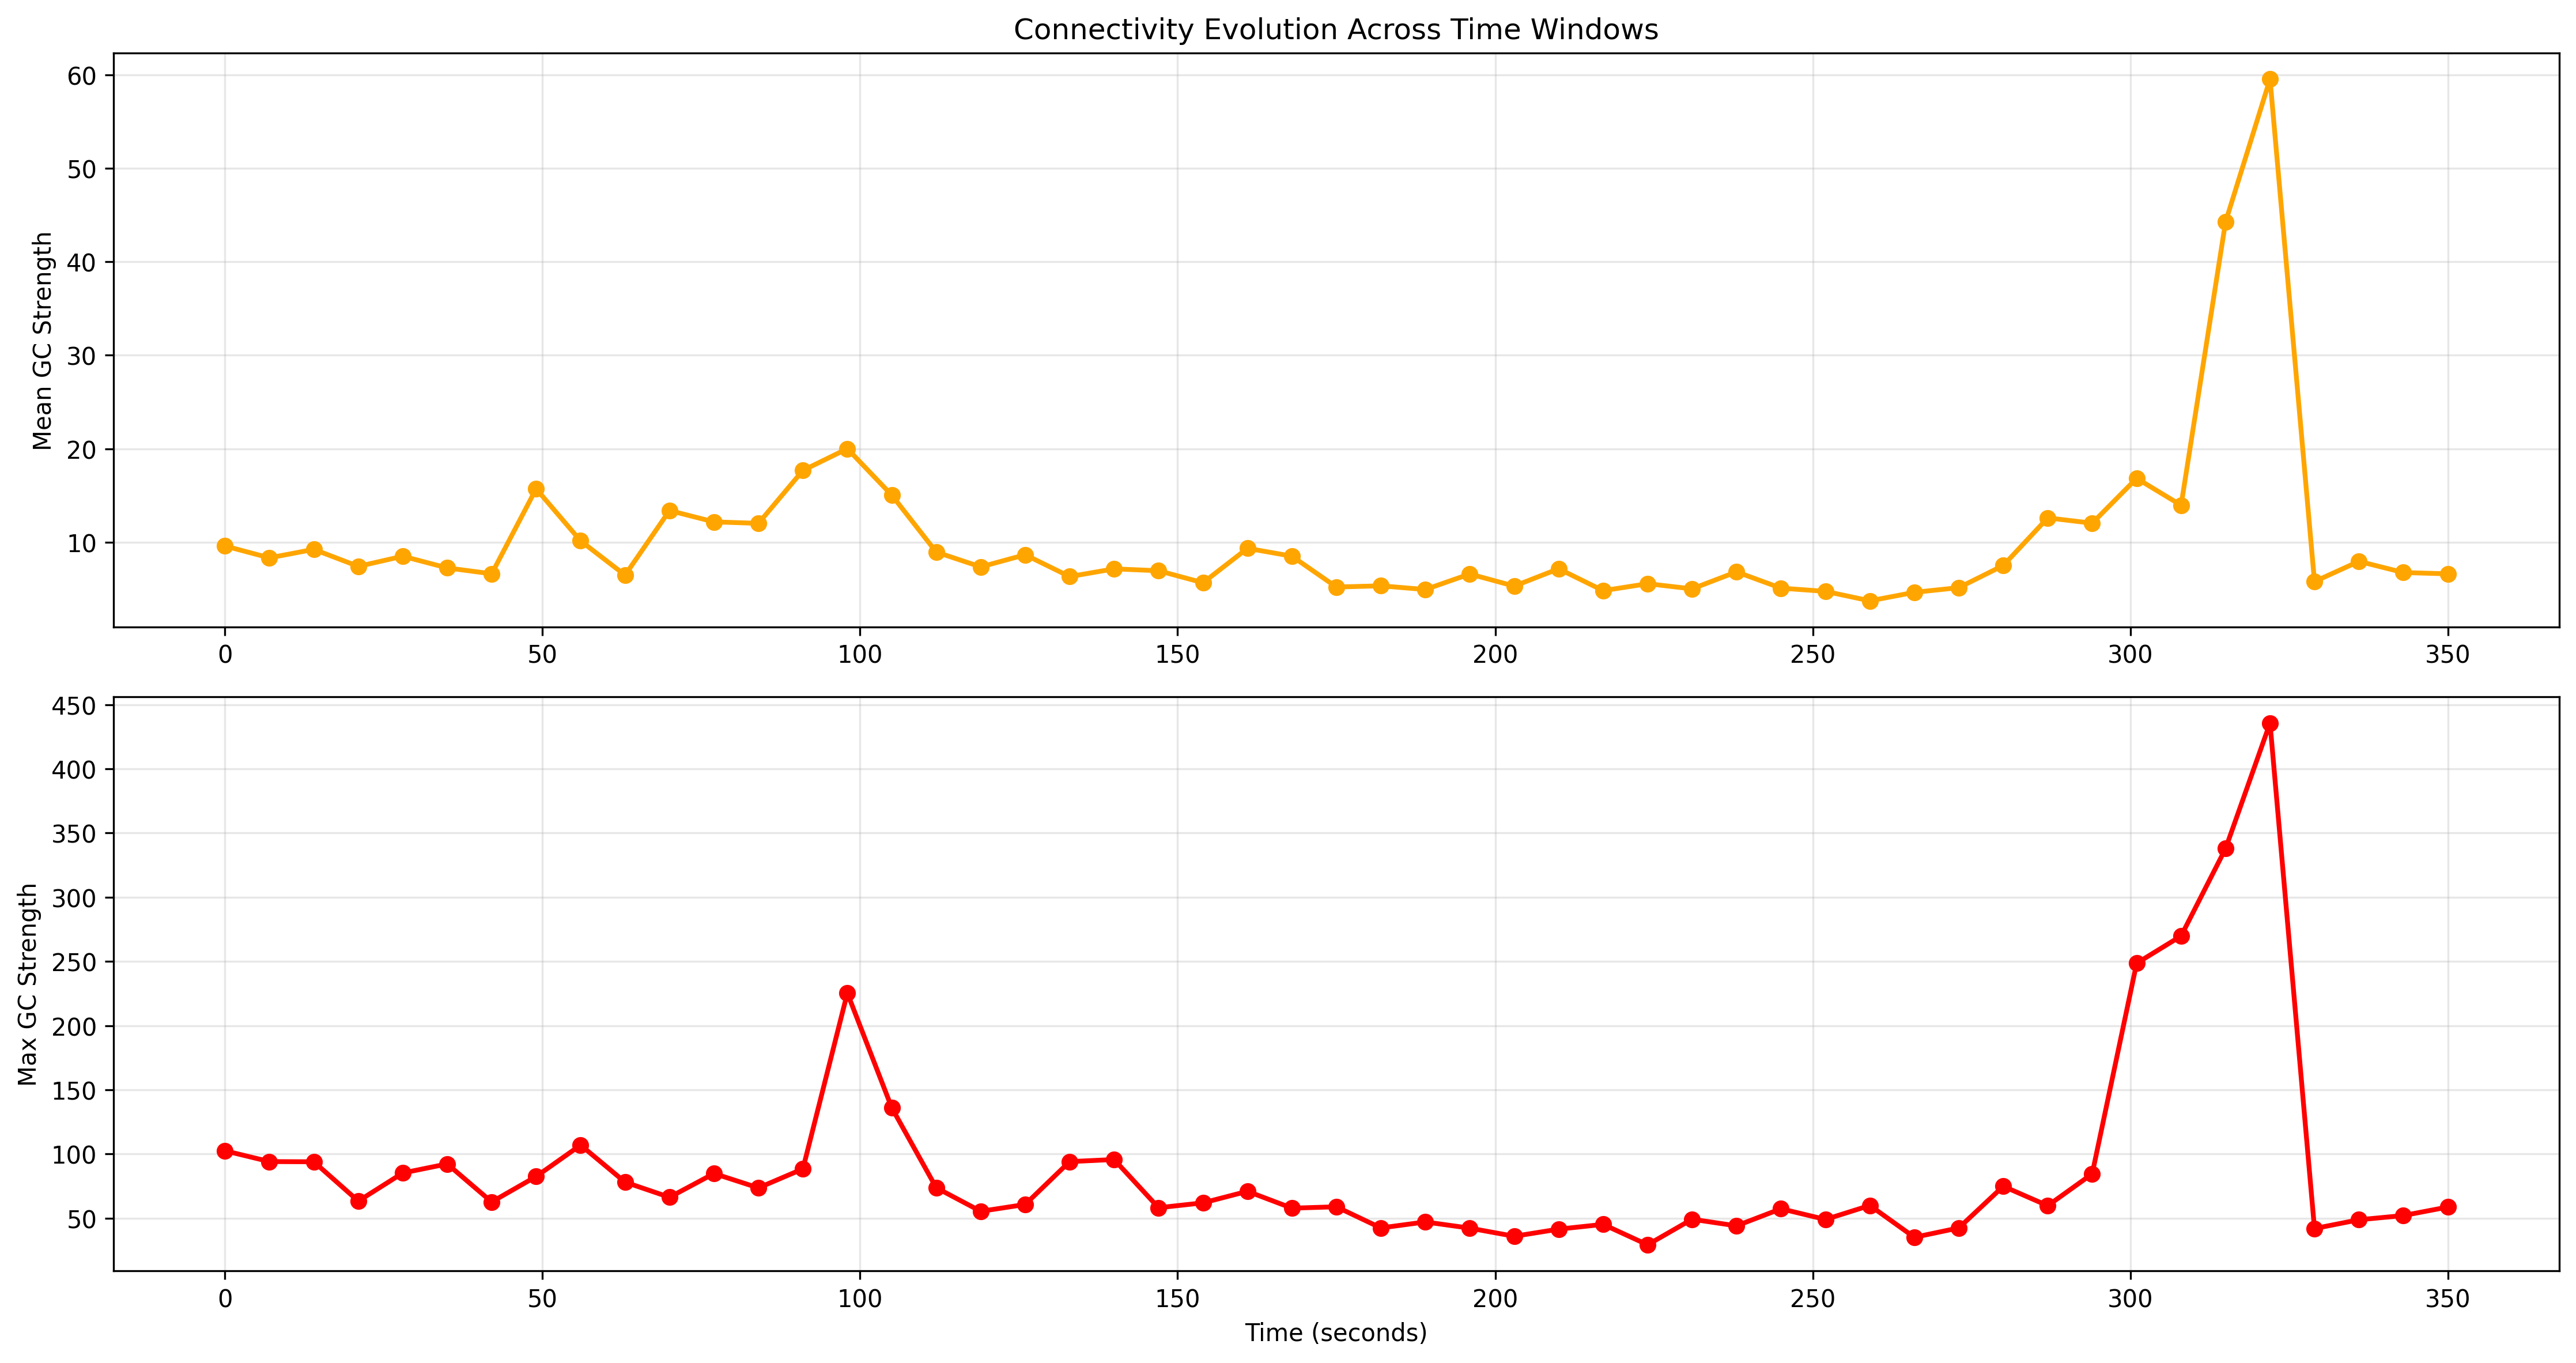 Connectivity Evolution Across Time Windows
60
50
40
30
20
10
Mean GC Strength
0 50 100 150 200 250 300 350
450
400
350
300
250
200
150
100
50
Max GC Strength
0 50 100 150 200 250 300 350
Time (seconds)